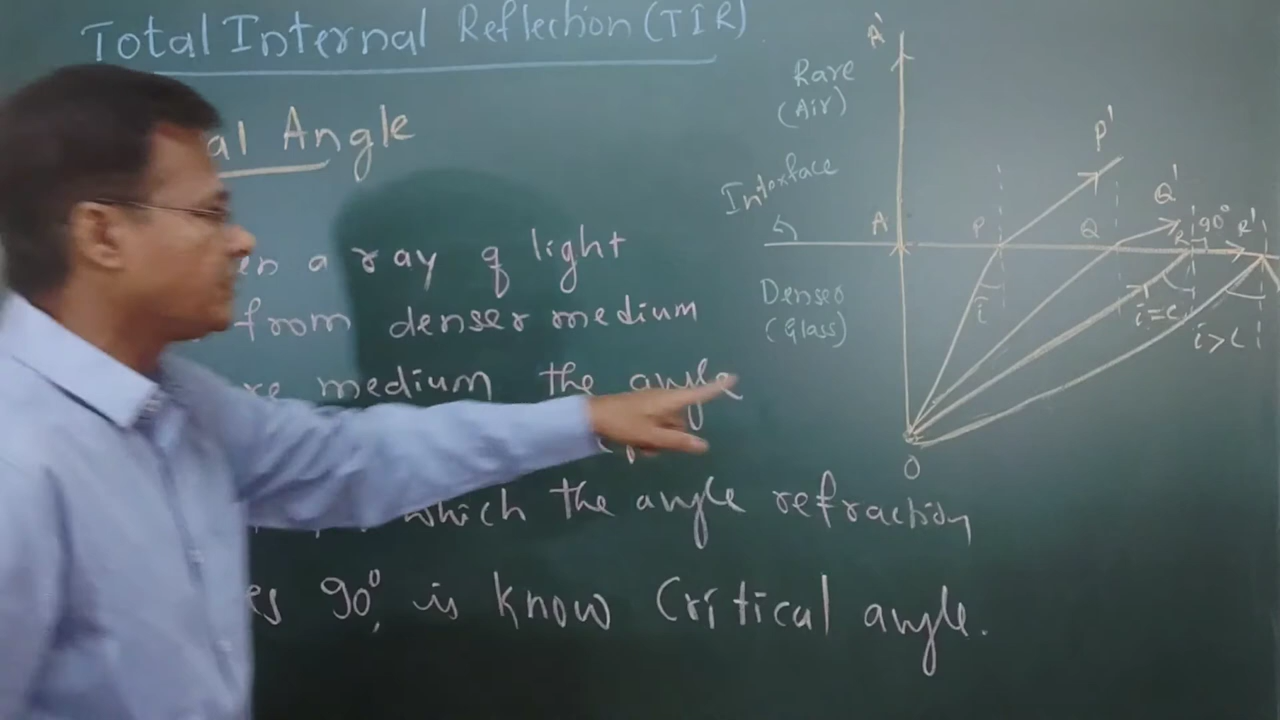 Total Internal Reflection (TIR)
al Angle
en a ray of light
from denser medium
re medium the angle
which the angle refraction
es 90°, is know Critical angle.
A'
Rare
(Air)
P'
Interface
Q'
A P Q R 90° R'
Denser
(Glass)
i
i=c
i>c
O